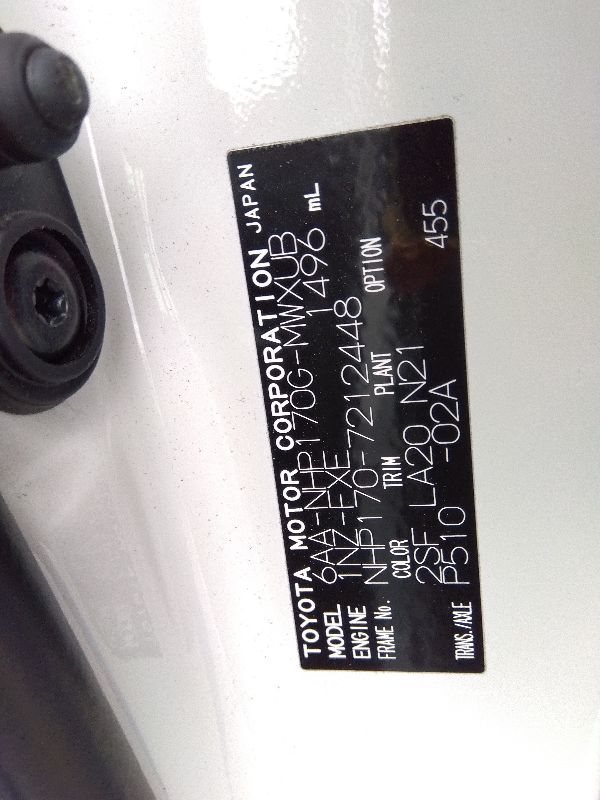 TOYOTA MOTOR CORPORATION JAPAN
MODEL 6AA-NHP170G-MWXUB
ENGINE 1NZ-FXE 1496 mL
FRAME No. NHP170-7212448
COLOR TRIM PLANT OPTION
2SF LA20 N21
TRANS./AXLE P510 -02A 455